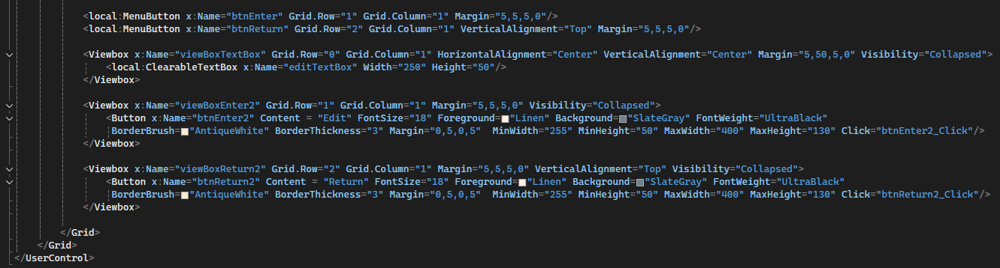 <local:MenuButton x:Name="btnEnter" Grid.Row="1" Grid.Column="1" Margin="5,5,5,0"/>
<local:MenuButton x:Name="btnReturn" Grid.Row="2" Grid.Column="1" VerticalAlignment="Top" Margin="5,5,5,0"/>
<Viewbox x:Name="viewBoxTextBox" Grid.Row="0" Grid.Column="1" HorizontalAlignment="Center" VerticalAlignment="Center" Margin="5,50,5,0" Visibility="Collapsed">
<local:ClearableTextBox x:Name="editTextBox" Width="250" Height="50"/>
</Viewbox>
<Viewbox x:Name="viewBoxEnter2" Grid.Row="1" Grid.Column="1" Margin="5,5,5,0" Visibility="Collapsed">
<Button x:Name="btnEnter2" Content = "Edit" FontSize="18" Foreground="Linen" Background="SlateGray" FontWeight="UltraBlack"
BorderBrush="AntiqueWhite" BorderThickness="3" Margin="0,5,0,5"  MinWidth="255" MinHeight="50" MaxWidth="400" MaxHeight="130" Click="btnEnter2_Click"/>
</Viewbox>
<Viewbox x:Name="viewBoxReturn2" Grid.Row="2" Grid.Column="1" Margin="5,5,5,0" VerticalAlignment="Top" Visibility="Collapsed">
<Button x:Name="btnReturn2" Content = "Return" FontSize="18" Foreground="Linen" Background="SlateGray" FontWeight="UltraBlack"
BorderBrush="AntiqueWhite" BorderThickness="3" Margin="0,5,0,5"  MinWidth="255" MinHeight="50" MaxWidth="400" MaxHeight="130" Click="btnReturn2_Click"/>
</Viewbox>
</Grid>
</Grid>
</UserControl>